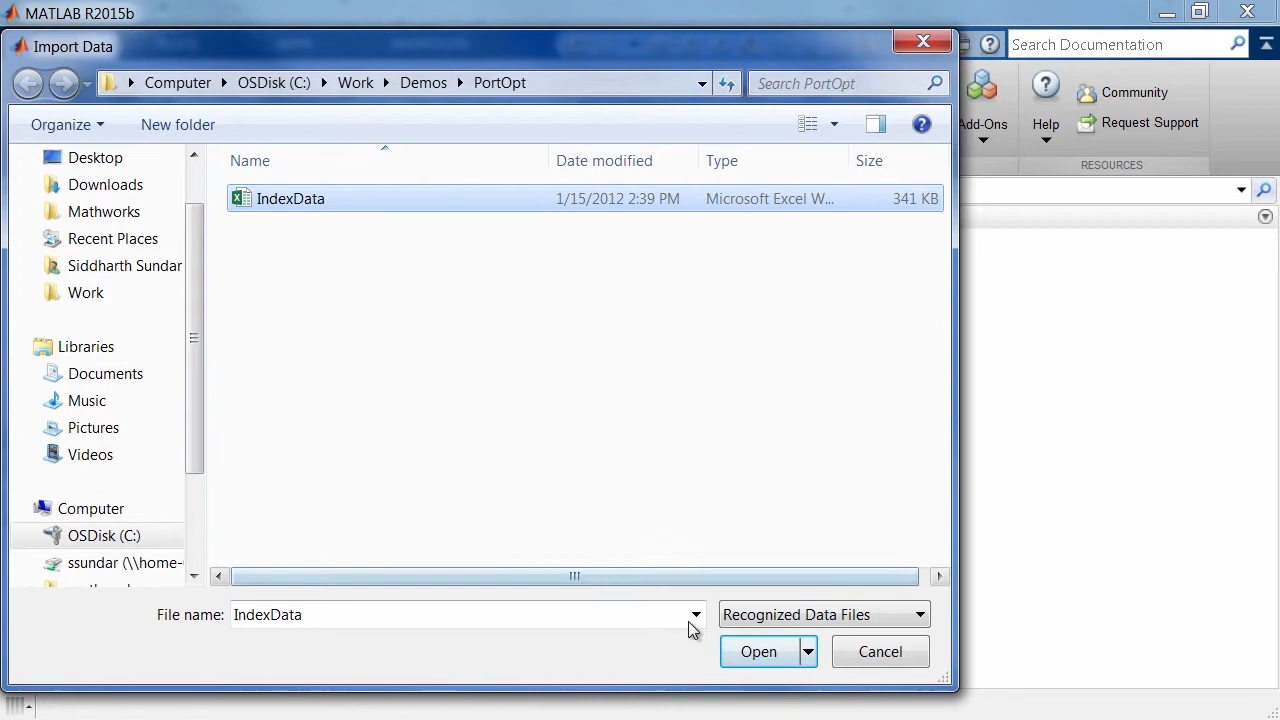 MATLAB R2015b
Import Data
Search Documentation
Computer OSDisk (C:) Work Demos PortOpt
Search PortOpt
Organize New folder
Add-Ons
Help
Community
Request Support
RESOURCES
Name Date modified Type Size
IndexData 1/15/2012 2:39 PM Microsoft Excel W... 341 KB
Desktop
Downloads
Mathworks
Recent Places
Siddharth Sundar
Work
Libraries
Documents
Music
Pictures
Videos
Computer
OSDisk (C:)
ssundar (\\home-
File name: IndexData
Recognized Data Files
Open
Cancel